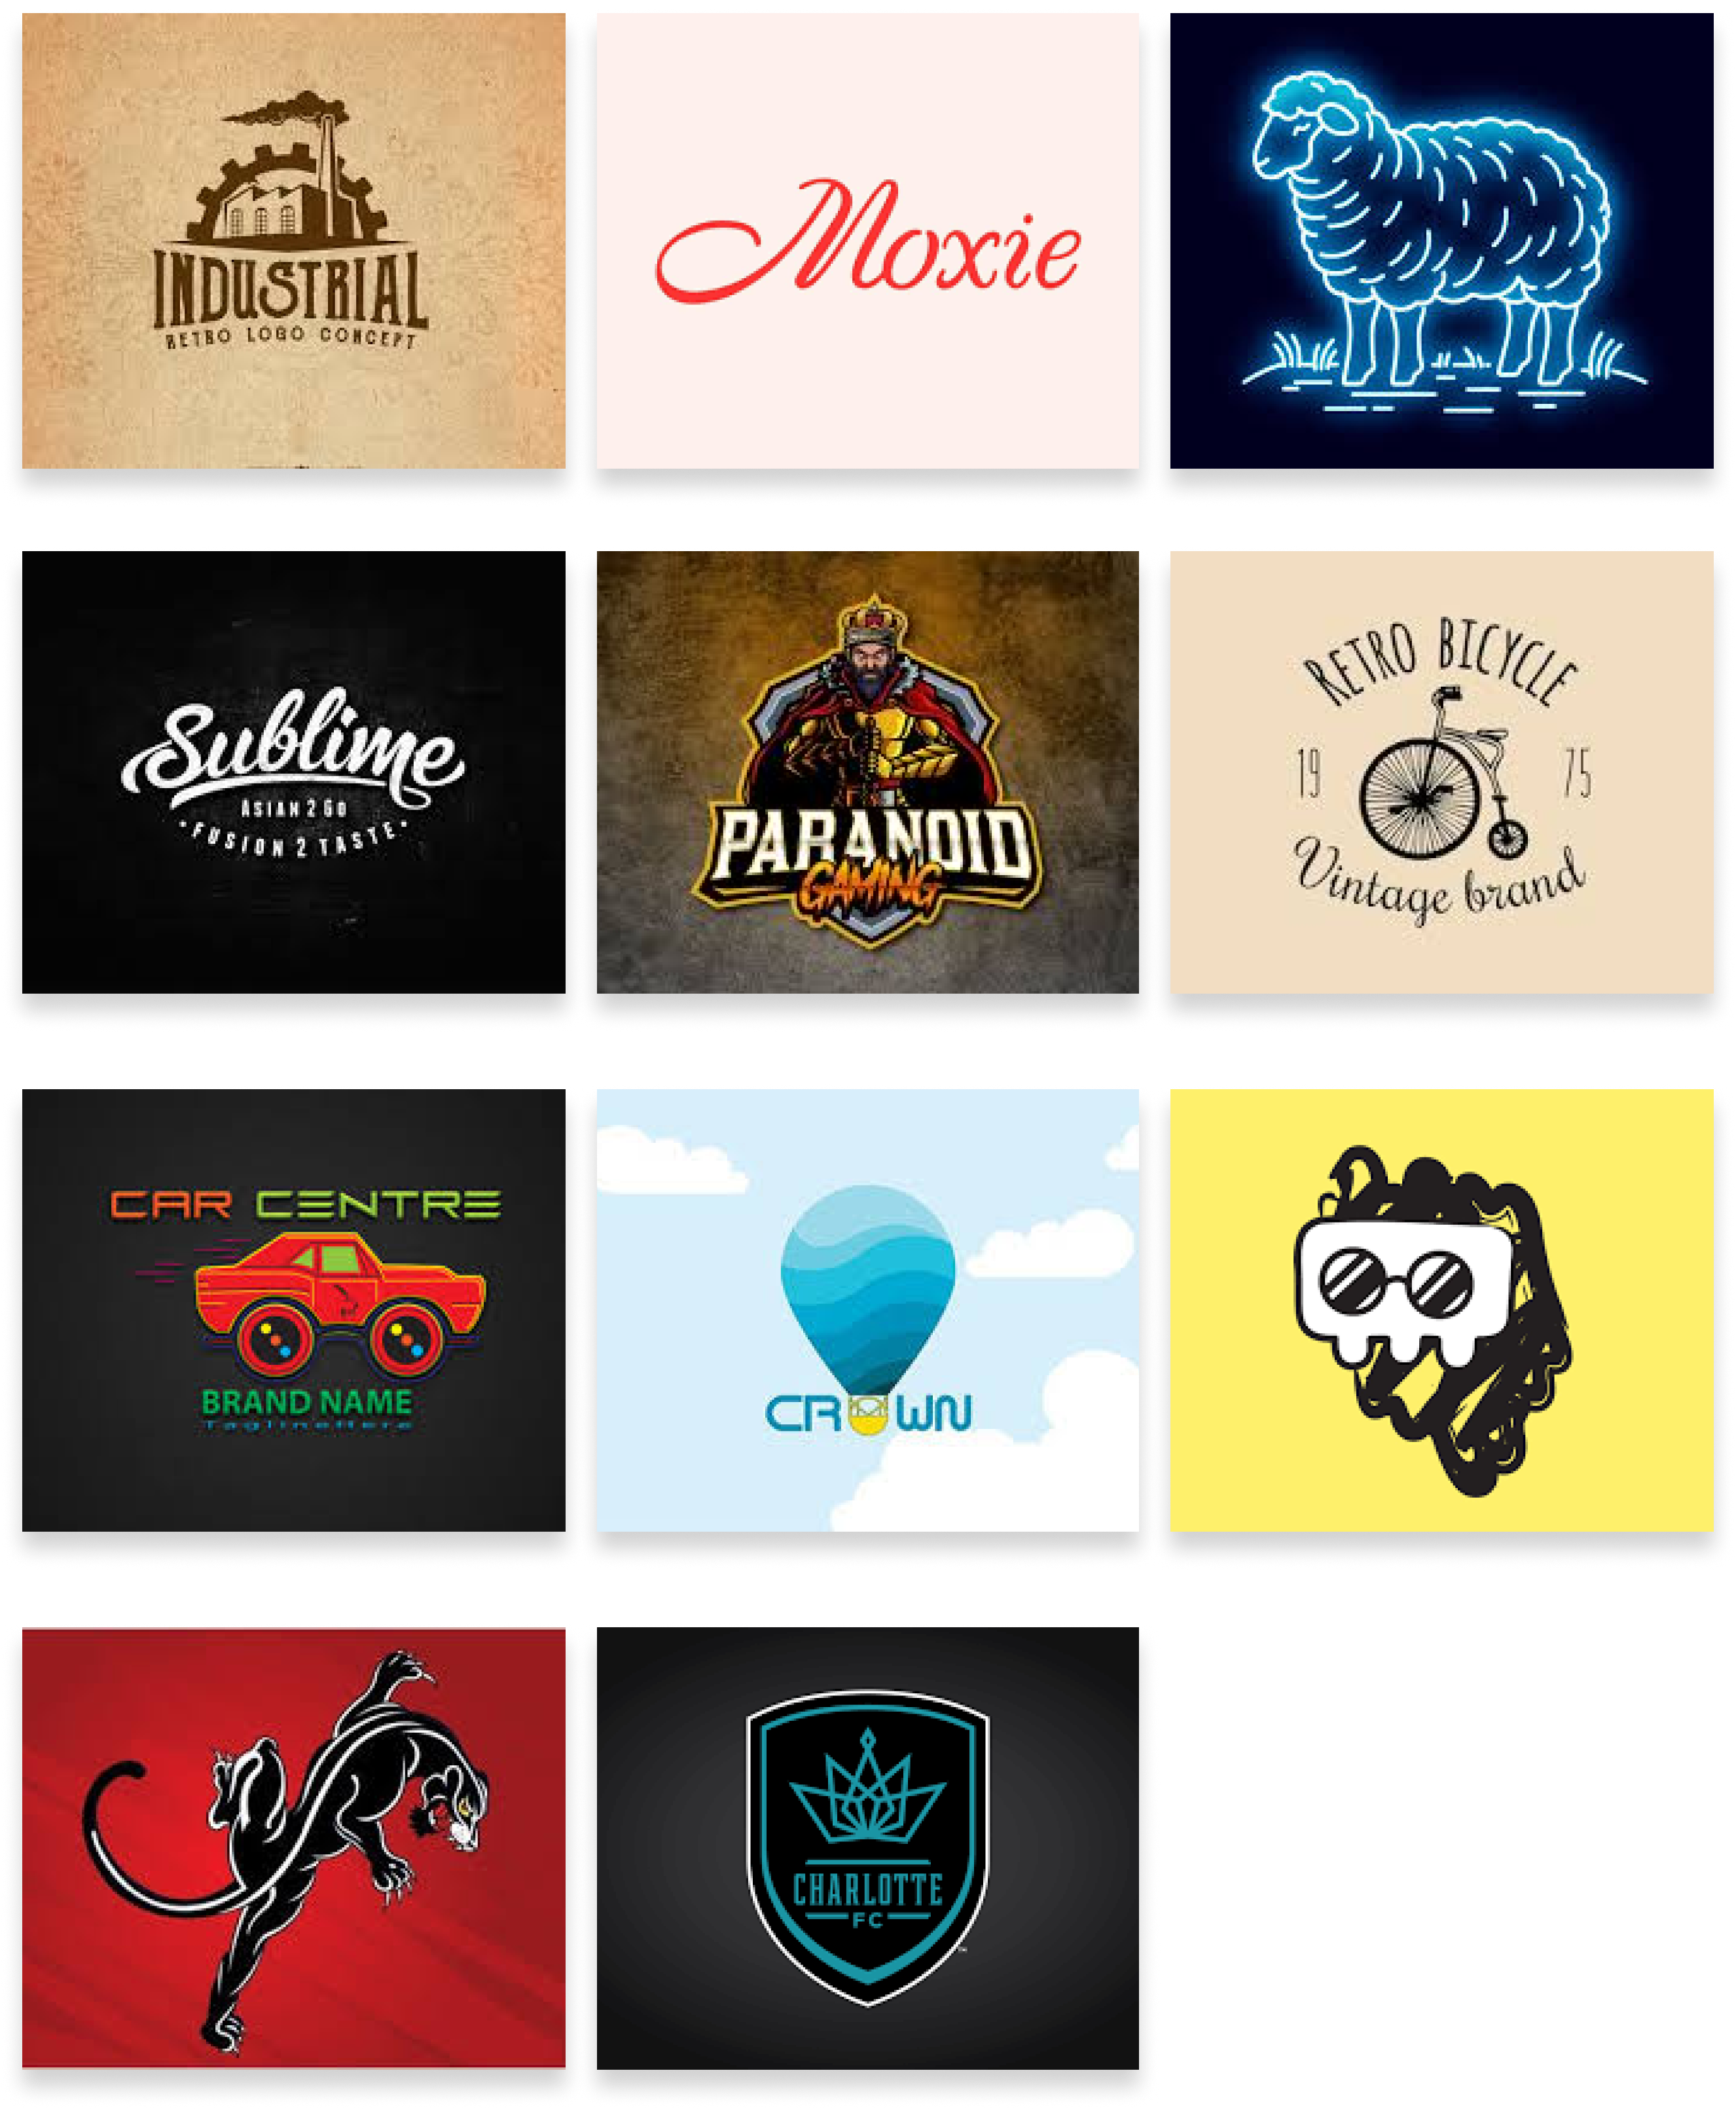 INDUSTRIAL
RETRO LOGO CONCEPT
Moxie
Sublime
ASIAN 2 GO
• FUSION 2 TASTE •
PARANOID
GAMING
RETRO BICYCLE
19 75
Vintage brand
CAR CENTRE
BRAND NAME
TaglineHere
CROWN
CHARLOTTE
FC
TM